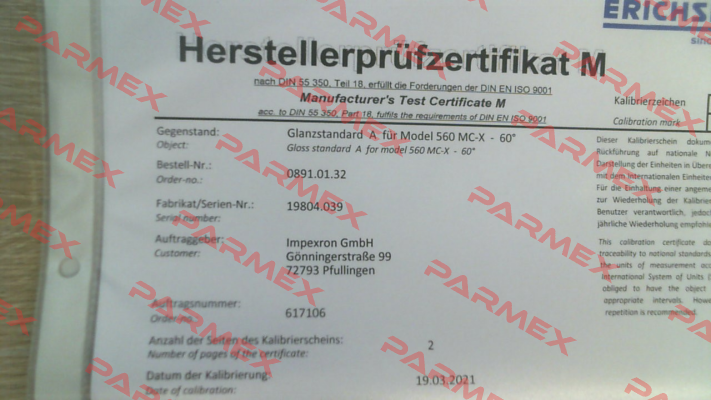 ERICHS
sinc
Herstellerprüfzertifikat M
nach DIN 55 350, Teil 18, erfüllt die Forderungen der DIN EN ISO 9001
Manufacturer's Test Certificate M
acc. to DIN 55 350, Part 18, fulfils the requirements of DIN EN ISO 9001
Kalibrierzeichen
Calibration mark
Gegenstand: Glanzstandard A für Model 560 MC-X - 60°
Object: Gloss standard A for model 560 MC-X - 60°
Bestell-Nr.: 0891.01.32
Order-no.:
Fabrikat/Serien-Nr.: 19804.039
Serial number:
Auftraggeber: Impexron GmbH
Customer: Gönningerstraße 99
72793 Pfullingen
Auftragsnummer: 617106
Order-no.
Anzahl der Seiten des Kalibrierscheins: 2
Number of pages of the certificate:
Datum der Kalibrierung: 19.03.2021
Date of calibration:
Dieser Kalibrierschein dokum
Rückführung auf nationale N
Darstellung der Einheiten in Übere
mit dem Internationalen Einheite
Für die Einhaltung einer angeme
zur Wiederholung der Kalibrie
Benutzer verantwortlich, jedoc
jährliche Wiederholung empfohle
This calibration certificate do
traceability to national standards
the units of measurement acc
International System of Units (
obliged to have the object
appropriate intervals. Howe
repetition is recommended.
PARMEX